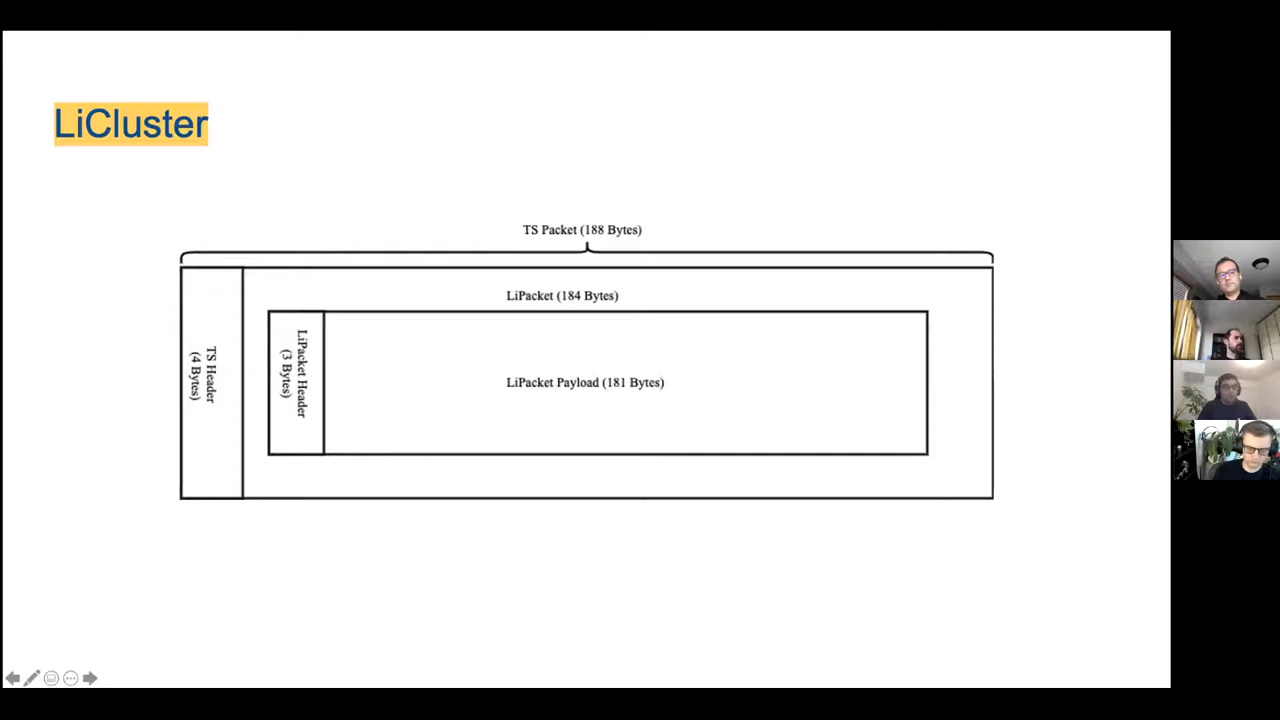 LiCluster
TS Packet (188 Bytes)
LiPacket (184 Bytes)
TS Header
(4 Bytes)
LiPacket Header
(3 Bytes)
LiPacket Payload (181 Bytes)